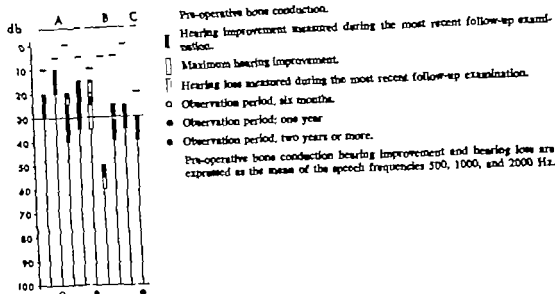 A B C
db
0
10
20
30
40
50
60
70
80
90
100
Pre-operative bone conduction.
Hearing improvement measured during the most recent follow-up exami-
nation.
Maximum hearing improvement.
Hearing loss measured during the most recent follow-up examination.
Observation period, six months.
Observation period; one year
Observation period, two years or more.
Pre-operative bone conduction hearing improvement and hearing loss are
expressed as the mean of the speech frequencies 500, 1000, and 2000 Hz.